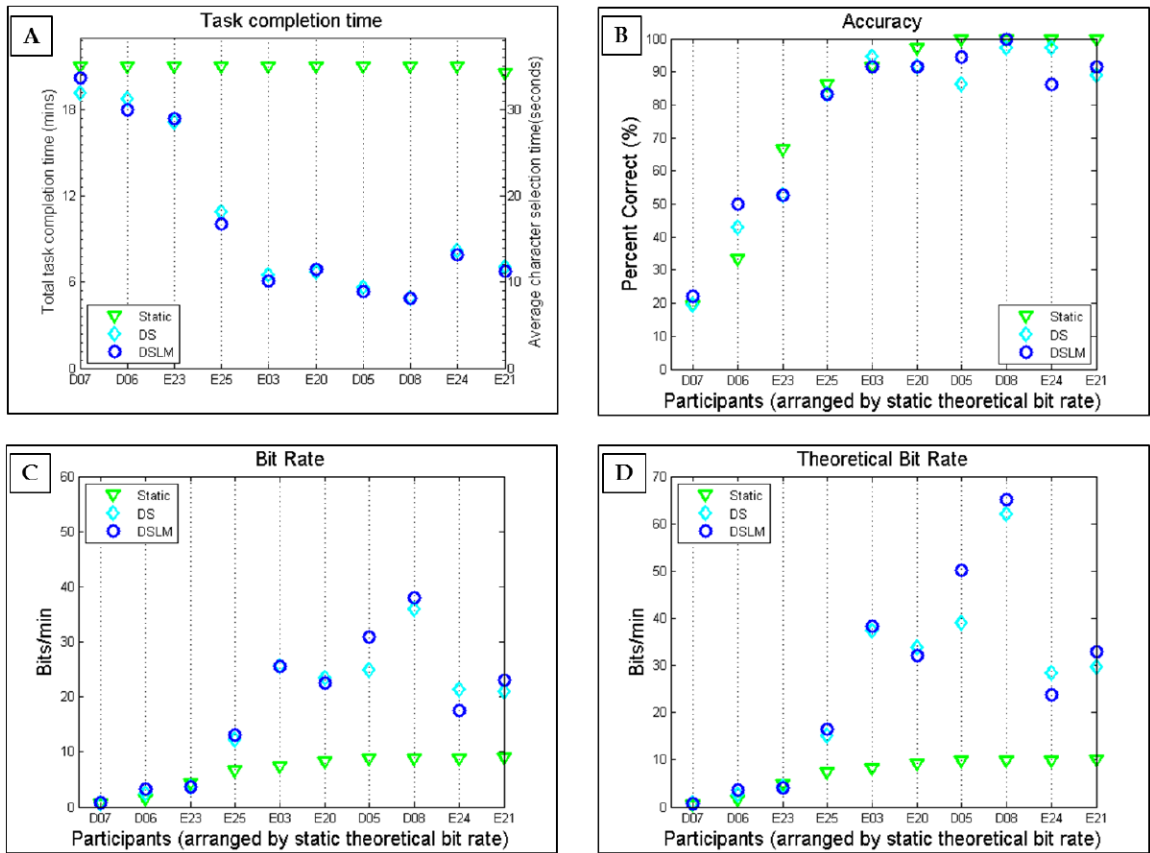 A
Task completion time
Total task completion time (mins)
18
12
6
0
30
20
10
0
Average character selection time(seconds)
Static
DS
DSLM
D07 D06 E23 E25 E03 E20 D05 D08 E24 E21
B
Accuracy
Percent Correct (%)
100
90
80
70
60
50
40
30
20
10
0
Static
DS
DSLM
D07 D06 E23 E25 E03 E20 D05 D08 E24 E21
Participants (arranged by static theoretical bit rate)
C
Bit Rate
Bits/min
60
50
40
30
20
10
0
Static
DS
DSLM
D07 D06 E23 E25 E03 E20 D05 D08 E24 E21
Participants (arranged by static theoretical bit rate)
D
Theoretical Bit Rate
Bits/min
70
60
50
40
30
20
10
0
Static
DS
DSLM
D07 D06 E23 E25 E03 E20 D05 D08 E24 E21
Participants (arranged by static theoretical bit rate)